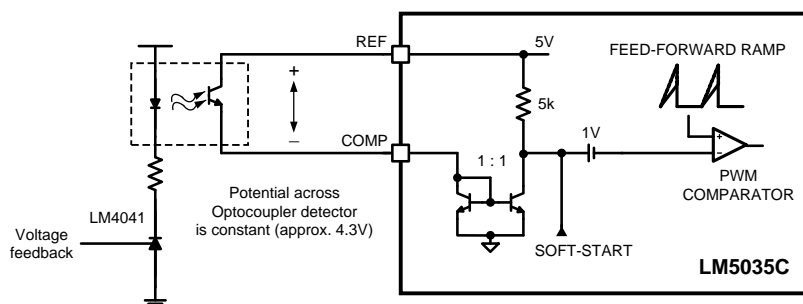 REF
5V
FEED-FORWARD RAMP
+
5k
1V
+
–
–
COMP
1 : 1
PWM
COMPARATOR
Potential across
Optocoupler detector
is constant (approx. 4.3V)
LM4041
Voltage
feedback
SOFT-START
LM5035C